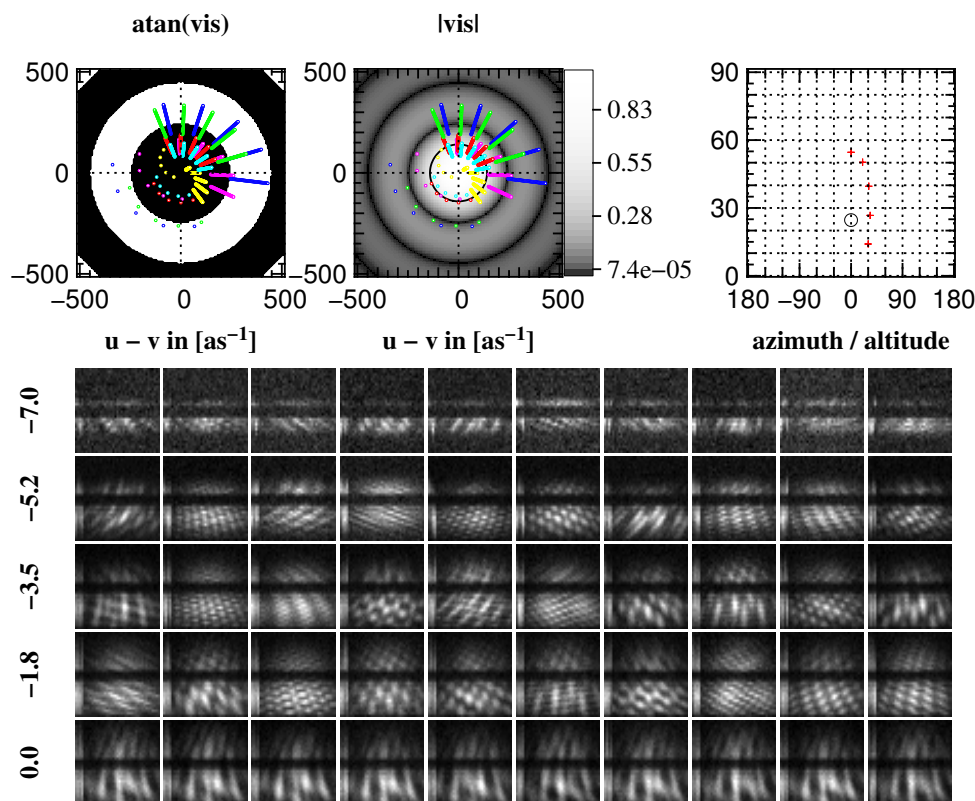 atan(vis)
|vis|
500
0
−500
−500 0 500
u − v in [as⁻¹]
500
0
−500
−500 0 500
u − v in [as⁻¹]
0.83
0.55
0.28
7.4e−05
90
60
30
0
180 −90 0 90 180
azimuth / altitude
−7.0
−5.2
−3.5
−1.8
0.0